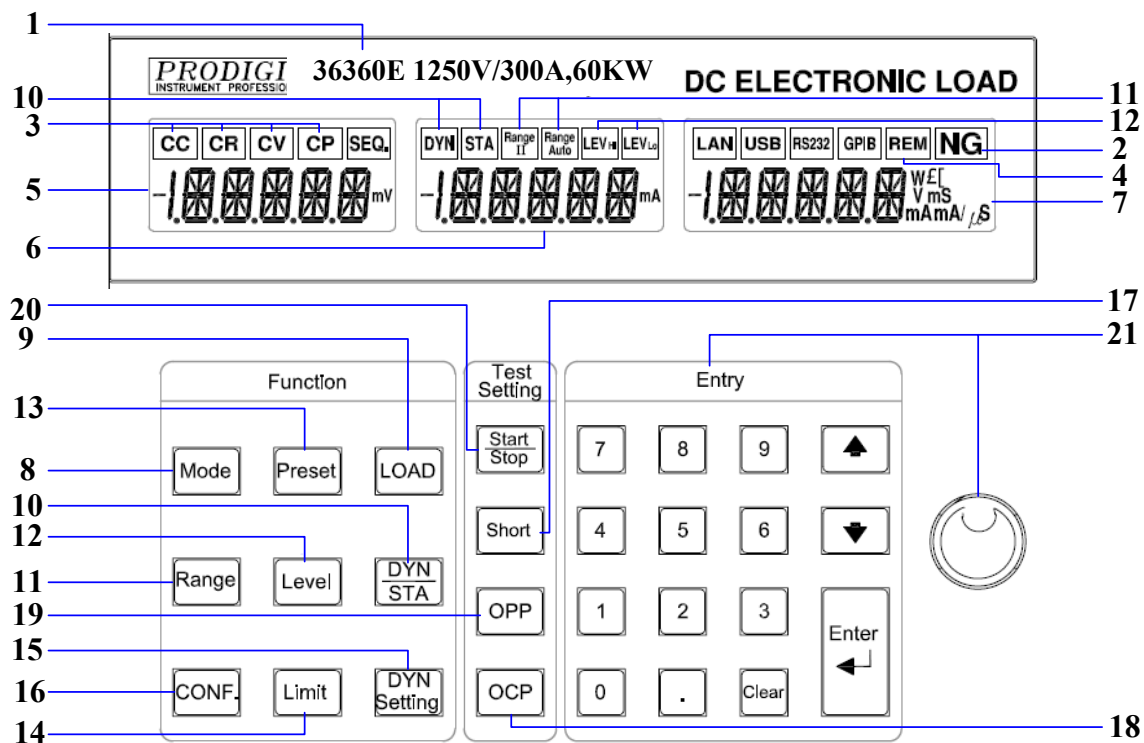 1
PRODIGI
INSTRUMENT PROFESSIO
36360E 1250V/300A,60KW
DC ELECTRONIC LOAD
10
11
3
12
CC CR CV CP SEQ.
DYN STA Range II Range Auto LEV Hi LEV Lo
LAN USB RS232 GPIB REM NG
2
4
5
mV
mA
W£[
V mS
mA mA/μS
7
6
20
17
9
21
Function
Test
Setting
Entry
13
8
Mode
Preset
LOAD
Start
Stop
7
8
9
10
12
Short
4
5
6
11
Range
Level
DYN
STA
19
OPP
1
2
3
Enter
15
16
CONF.
Limit
DYN
Setting
OCP
0
.
Clear
14
18